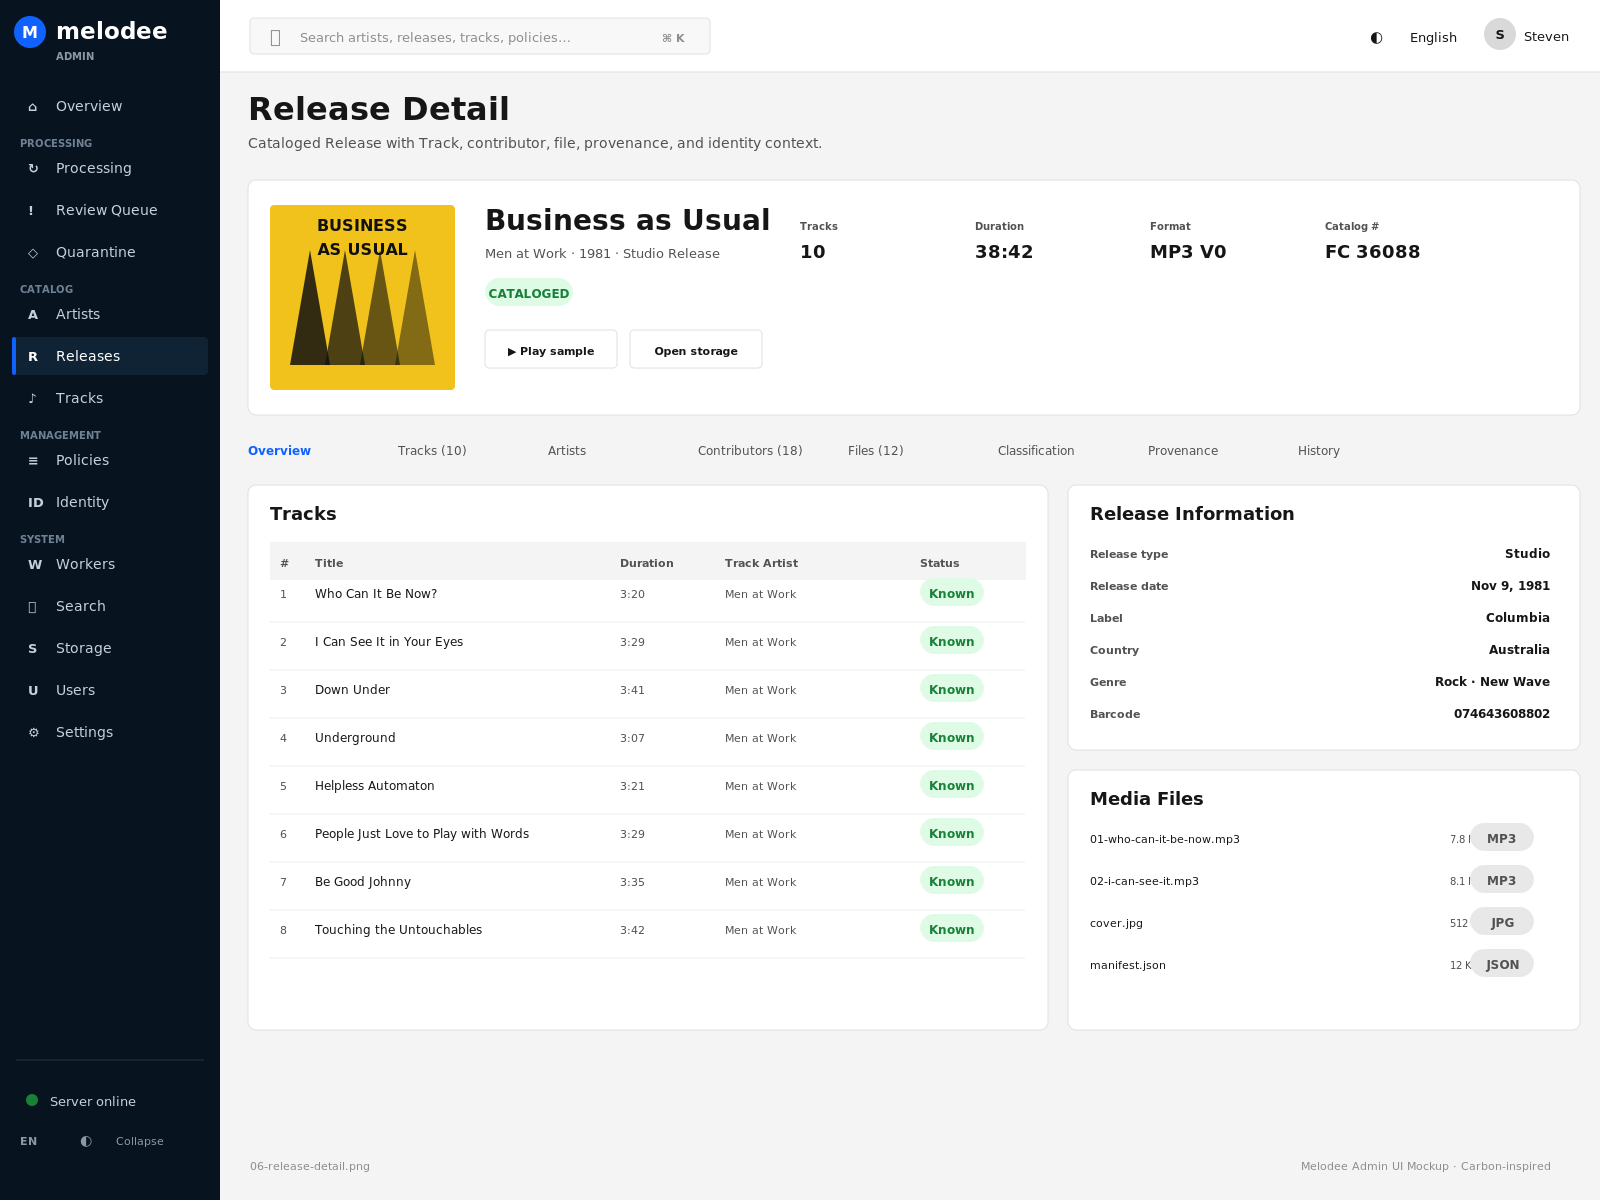 M melodee
ADMIN
⌂ Overview
PROCESSING
↻ Processing
! Review Queue
◇ Quarantine
CATALOG
A Artists
R Releases
♪ Tracks
MANAGEMENT
≡ Policies
ID Identity
SYSTEM
W Workers
Search
S Storage
U Users
⚙ Settings
Server online
EN ◐ Collapse
Search artists, releases, tracks, policies... ⌘ K
◐ English S Steven
Release Detail
Cataloged Release with Track, contributor, file, provenance, and identity context.
BUSINESS
AS USUAL
Business as Usual
Men at Work · 1981 · Studio Release
CATALOGED
▶ Play sample Open storage
Tracks Duration Format Catalog #
10 38:42 MP3 V0 FC 36088
Overview Tracks (10) Artists Contributors (18) Files (12) Classification Provenance History
Tracks
# Title Duration Track Artist Status
1 Who Can It Be Now? 3:20 Men at Work Known
2 I Can See It in Your Eyes 3:29 Men at Work Known
3 Down Under 3:41 Men at Work Known
4 Underground 3:07 Men at Work Known
5 Helpless Automaton 3:21 Men at Work Known
6 People Just Love to Play with Words 3:29 Men at Work Known
7 Be Good Johnny 3:35 Men at Work Known
8 Touching the Untouchables 3:42 Men at Work Known
Release Information
Release type Studio
Release date Nov 9, 1981
Label Columbia
Country Australia
Genre Rock · New Wave
Barcode 074643608802
Media Files
01-who-can-it-be-now.mp3 7.8 MP3
02-i-can-see-it.mp3 8.1 MP3
cover.jpg 512 JPG
manifest.json 12 K JSON
06-release-detail.png
Melodee Admin UI Mockup · Carbon-inspired